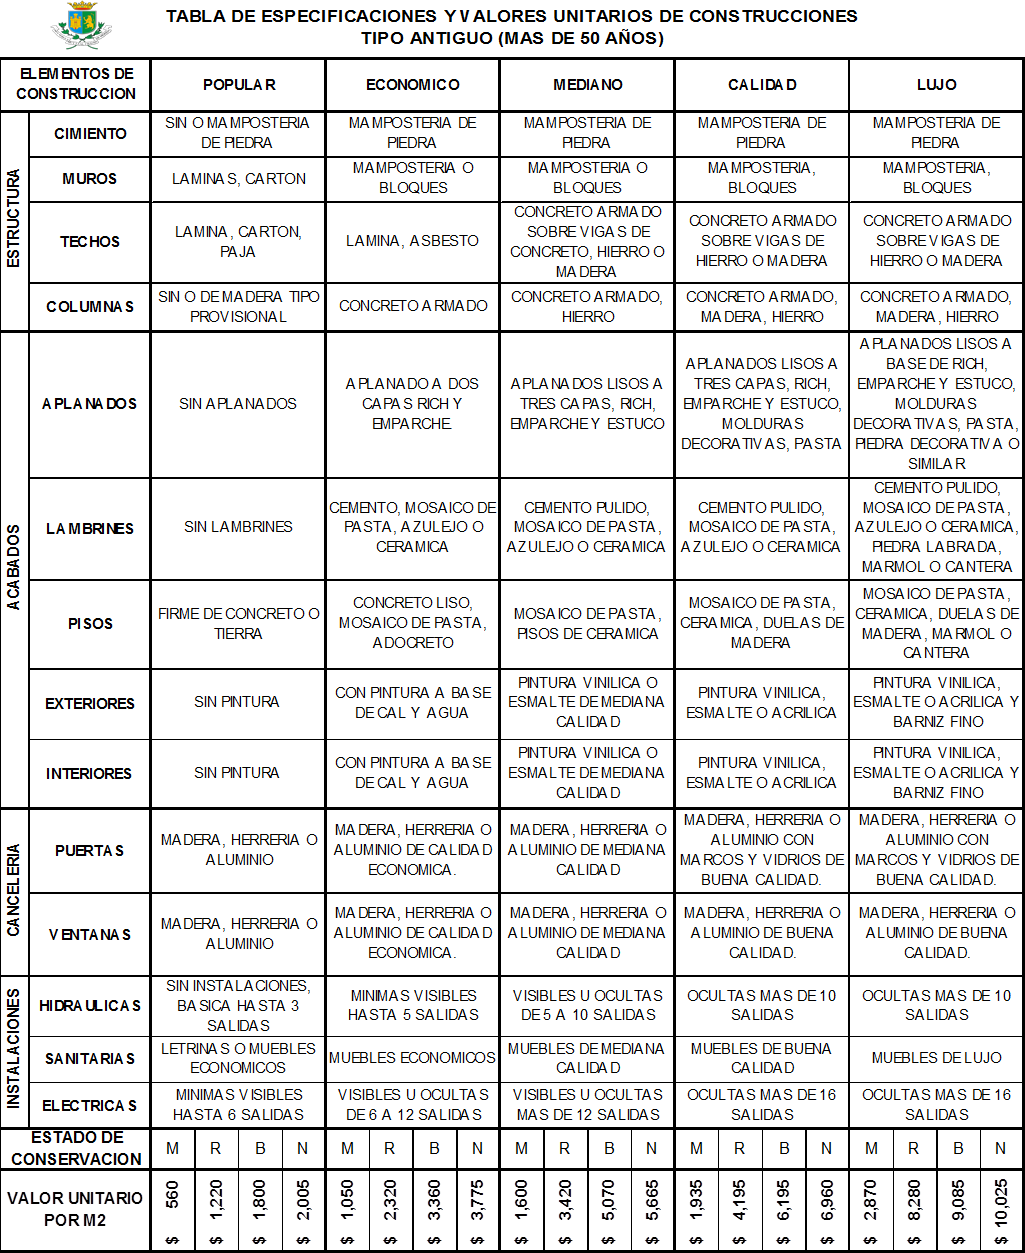 TABLA DE ESPECIFICACIONES Y VALORES UNITARIOS DE CONSTRUCCIONES
TIPO ANTIGUO (MAS DE 50 AÑOS)
ELEMENTOS DE
CONSTRUCCION
POPULAR
ECONOMICO
MEDIANO
CALIDAD
LUJO
ESTRUCTURA
CIMIENTO
SIN O MAMPOSTERIA
DE PIEDRA
MAMPOSTERIA DE
PIEDRA
MAMPOSTERIA DE
PIEDRA
MAMPOSTERIA DE
PIEDRA
MAMPOSTERIA DE
PIEDRA
MUROS
LAMINAS, CARTON
MAMPOSTERIA O
BLOQUES
MAMPOSTERIA O
BLOQUES
MAMPOSTERIA,
BLOQUES
MAMPOSTERIA,
BLOQUES
TECHOS
LAMINA, CARTON,
PAJA
LAMINA, ASBESTO
CONCRETO ARMADO
SOBRE VIGAS DE
CONCRETO, HIERRO O
MADERA
CONCRETO ARMADO
SOBRE VIGAS DE
HIERRO O MADERA
CONCRETO ARMADO
SOBRE VIGAS DE
HIERRO O MADERA
COLUMNAS
SIN O DE MADERA TIPO
PROVISIONAL
CONCRETO ARMADO
CONCRETO ARMADO,
HIERRO
CONCRETO ARMADO,
MADERA, HIERRO
CONCRETO ARMADO,
MADERA, HIERRO
ACABADOS
APLANADOS
SIN APLANADOS
APLANADO A DOS
CAPAS RICH Y
EMPARCHE.
APLANADOS LISOS A
TRES CAPAS, RICH,
EMPARCHE Y ESTUCO
APLANADOS LISOS A
TRES CAPAS, RICH,
EMPARCHE Y ESTUCO,
MOLDURAS
DECORATIVAS, PASTA
APLANADOS LISOS A
BASE DE RICH,
EMPARCHE Y ESTUCO,
MOLDURAS
DECORATIVAS, PASTA,
PIEDRA DECORATIVA O
SIMILAR
LAMBRINES
SIN LAMBRINES
CEMENTO, MOSAICO DE
PASTA, AZULEJO O
CERAMICA
CEMENTO PULIDO,
MOSAICO DE PASTA,
AZULEJO O CERAMICA
CEMENTO PULIDO,
MOSAICO DE PASTA,
AZULEJO O CERAMICA
CEMENTO PULIDO,
MOSAICO DE PASTA,
AZULEJO O CERAMICA,
PIEDRA LABRADA,
MARMOL O CANTERA
PISOS
FIRME DE CONCRETO O
TIERRA
CONCRETO LISO,
MOSAICO DE PASTA,
ADOCRETO
MOSAICO DE PASTA,
PISOS DE CERAMICA
MOSAICO DE PASTA,
CERAMICA, DUELAS DE
MADERA
MOSAICO DE PASTA,
CERAMICA, DUELAS DE
MADERA, MARMOL O
CANTERA
EXTERIORES
SIN PINTURA
CON PINTURA A BASE
DE CAL Y AGUA
PINTURA VINILICA O
ESMALTE DE MEDIANA
CALIDAD
PINTURA VINILICA,
ESMALTE O ACRILICA
PINTURA VINILICA,
ESMALTE O ACRILICA Y
BARNIZ FINO
INTERIORES
SIN PINTURA
CON PINTURA A BASE
DE CAL Y AGUA
PINTURA VINILICA O
ESMALTE DE MEDIANA
CALIDAD
PINTURA VINILICA,
ESMALTE O ACRILICA
PINTURA VINILICA,
ESMALTE O ACRILICA Y
BARNIZ FINO
CANCELERIA
PUERTAS
MADERA, HERRERIA O
ALUMINIO
MADERA, HERRERIA O
ALUMINIO DE CALIDAD
ECONOMICA.
MADERA, HERRERIA O
ALUMINIO DE MEDIANA
CALIDAD
MADERA, HERRERIA O
ALUMINIO CON
MARCOS Y VIDRIOS DE
BUENA CALIDAD.
MADERA, HERRERIA O
ALUMINIO CON
MARCOS Y VIDRIOS DE
BUENA CALIDAD.
VENTANAS
MADERA, HERRERIA O
ALUMINIO
MADERA, HERRERIA O
ALUMINIO DE CALIDAD
ECONOMICA.
MADERA, HERRERIA O
ALUMINIO DE MEDIANA
CALIDAD
MADERA, HERRERIA O
ALUMINIO DE BUENA
CALIDAD.
MADERA, HERRERIA O
ALUMINIO DE BUENA
CALIDAD.
INSTALACIONES
HIDRAULICAS
SIN INSTALACIONES,
BASICA HASTA 3
SALIDAS
MINIMAS VISIBLES
HASTA 5 SALIDAS
VISIBLES U OCULTAS
DE 5 A 10 SALIDAS
OCULTAS MAS DE 10
SALIDAS
OCULTAS MAS DE 10
SALIDAS
SANITARIAS
LETRINAS O MUEBLES
ECONOMICOS
MUEBLES ECONOMICOS
MUEBLES DE MEDIANA
CALIDAD
MUEBLES DE BUENA
CALIDAD
MUEBLES DE LUJO
ELECTRICAS
MINIMAS VISIBLES
HASTA 6 SALIDAS
VISIBLES U OCULTAS
DE 6 A 12 SALIDAS
VISIBLES U OCULTAS
MAS DE 12 SALIDAS
OCULTAS MAS DE 16
SALIDAS
OCULTAS MAS DE 16
SALIDAS
ESTADO DE
CONSERVACION
M R B N M R B N M R B N M R B N M R B N
VALOR UNITARIO
POR M2
$ 560
$ 1,220
$ 1,800
$ 2,005
$ 1,050
$ 2,320
$ 3,360
$ 3,775
$ 1,600
$ 3,420
$ 5,070
$ 5,665
$ 1,935
$ 4,195
$ 6,195
$ 6,960
$ 2,870
$ 8,280
$ 9,085
$ 10,025